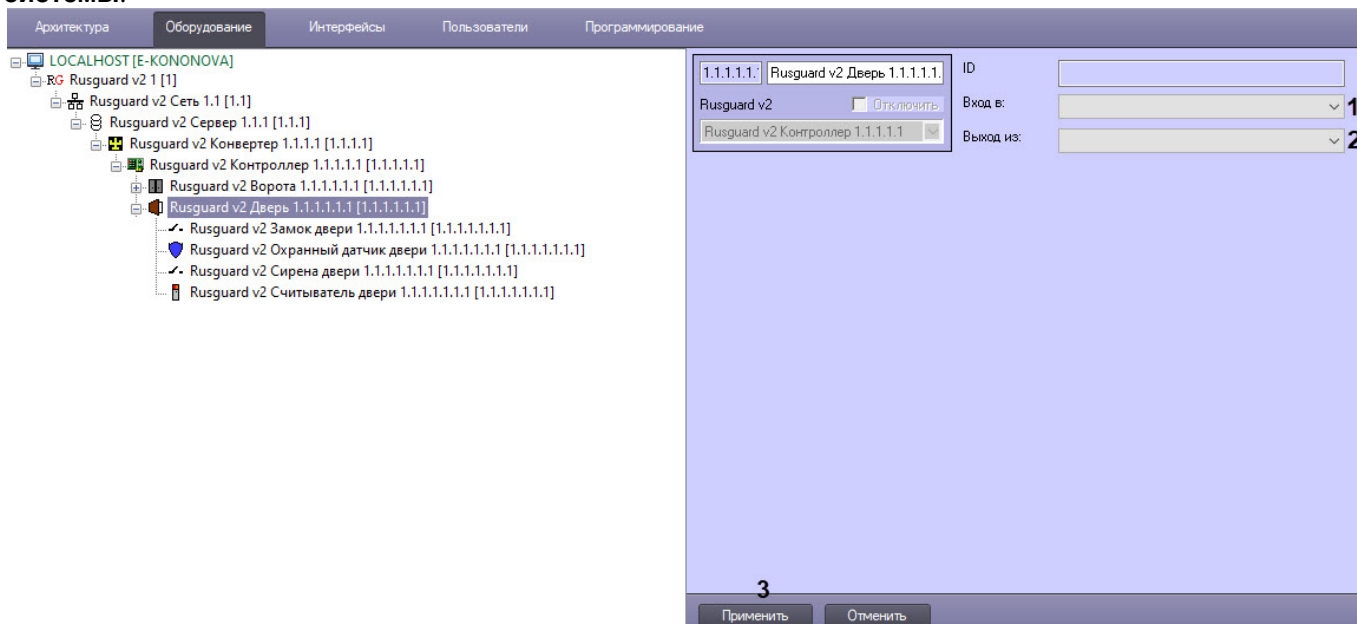 системы.
Архитектура Оборудование Интерфейсы Пользователи Программирование
LOCALHOST [E-KONONOVA]
RG Rusguard v2 1 [1]
Rusguard v2 Сеть 1.1 [1.1]
Rusguard v2 Сервер 1.1.1 [1.1.1]
Rusguard v2 Конвертер 1.1.1.1 [1.1.1.1]
Rusguard v2 Контроллер 1.1.1.1.1 [1.1.1.1.1]
Rusguard v2 Ворота 1.1.1.1.1.1 [1.1.1.1.1.1]
Rusguard v2 Дверь 1.1.1.1.1.1 [1.1.1.1.1.1]
Rusguard v2 Замок двери 1.1.1.1.1.1.1 [1.1.1.1.1.1.1]
Rusguard v2 Охранный датчик двери 1.1.1.1.1.1.1 [1.1.1.1.1.1.1]
Rusguard v2 Сирена двери 1.1.1.1.1.1.1 [1.1.1.1.1.1.1]
Rusguard v2 Считыватель двери 1.1.1.1.1.1.1 [1.1.1.1.1.1.1]
1.1.1.1.1. Rusguard v2 Дверь 1.1.1.1.1.
Rusguard v2 Отключить
Rusguard v2 Контроллер 1.1.1.1.1
ID
Вход в: 1
Выход из: 2
3
Применить Отменить